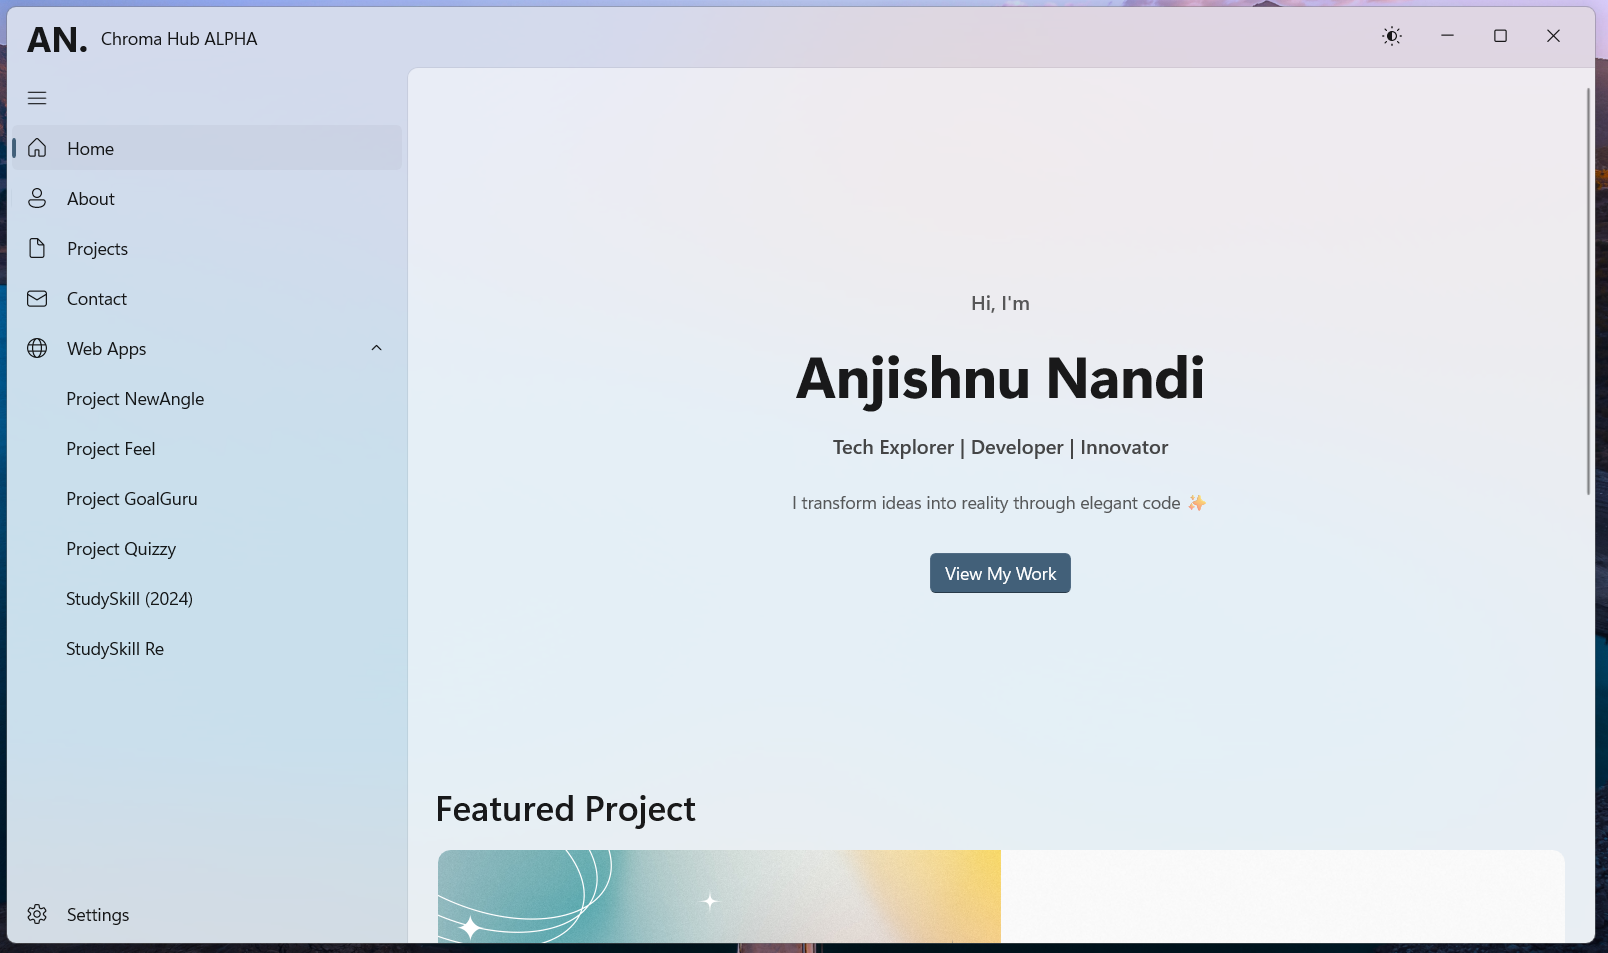 AN. Chroma Hub ALPHA
Home
About
Projects
Contact
Web Apps
Project NewAngle
Project Feel
Project GoalGuru
Project Quizzy
StudySkill (2024)
StudySkill Re
Settings
Hi, I'm
Anjishnu Nandi
Tech Explorer | Developer | Innovator
I transform ideas into reality through elegant code ✨
View My Work
Featured Project